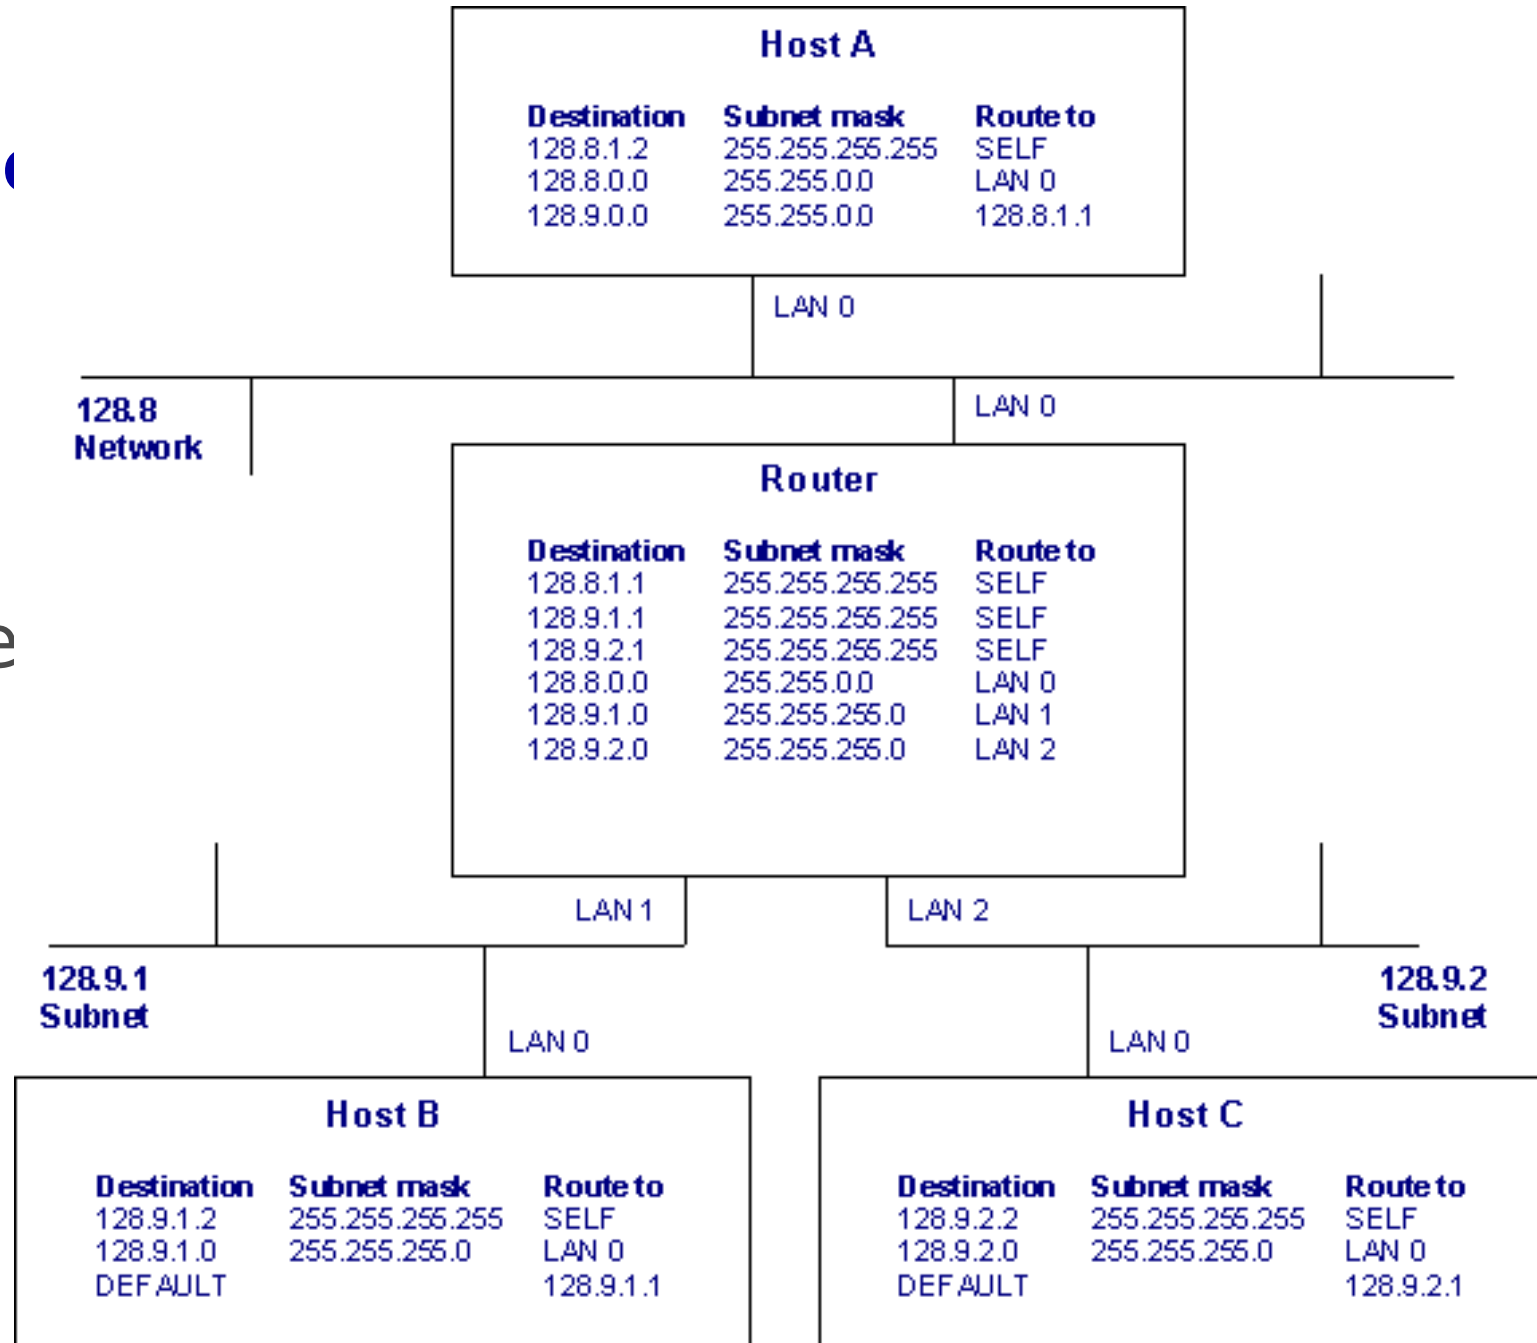 Host A
Destination Subnet mask Route to
128.8.1.2 255.255.255.255 SELF
128.8.0.0 255.255.0.0 LAN 0
128.9.0.0 255.255.0.0 128.8.1.1
LAN 0
LAN 0
128.8
Network
Router
Destination Subnet mask Route to
128.8.1.1 255.255.255.255 SELF
128.9.1.1 255.255.255.255 SELF
128.9.2.1 255.255.255.255 SELF
128.8.0.0 255.255.0.0 LAN 0
128.9.1.0 255.255.255.0 LAN 1
128.9.2.0 255.255.255.0 LAN 2
LAN 1
LAN 2
128.9.1
Subnet
128.9.2
Subnet
LAN 0
LAN 0
Host B
Destination Subnet mask Route to
128.9.1.2 255.255.255.255 SELF
128.9.1.0 255.255.255.0 LAN 0
DEFAULT 128.9.1.1
Host C
Destination Subnet mask Route to
128.9.2.2 255.255.255.255 SELF
128.9.2.0 255.255.255.0 LAN 0
DEFAULT 128.9.2.1